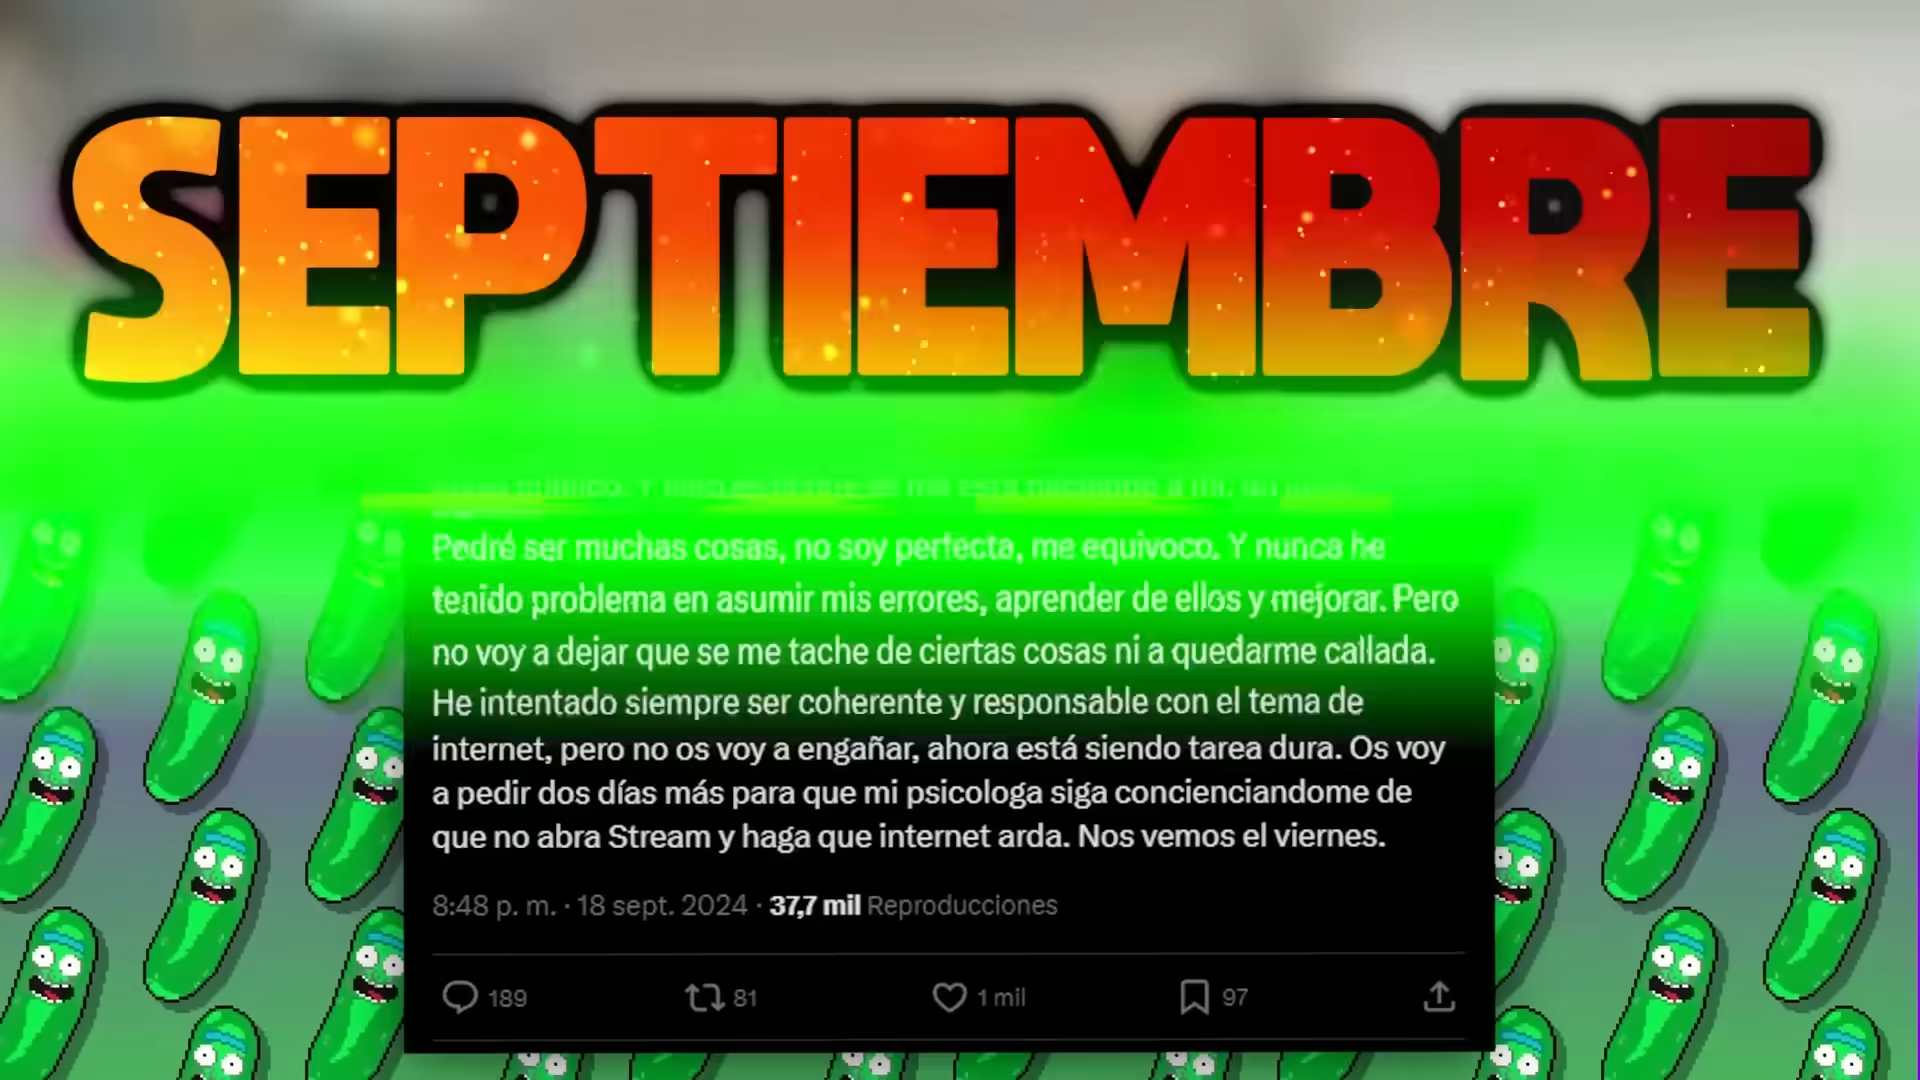 SEPTIEMBRE
Podré ser muchas cosas, no soy perfecta, me equivoco. Y nunca he
tenido problema en asumir mis errores, aprender de ellos y mejorar. Pero
no voy a dejar que se me tache de ciertas cosas ni a quedarme callada.
He intentado siempre ser coherente y responsable con el tema de
internet, pero no os voy a engañar, ahora está siendo tarea dura. Os voy
a pedir dos días más para que mi psicologa siga concienciandome de
que no abra Stream y haga que internet arda. Nos vemos el viernes.
8:48 p. m. · 18 sept. 2024 · 37,7 mil Reproducciones
189 81 1 mil 97